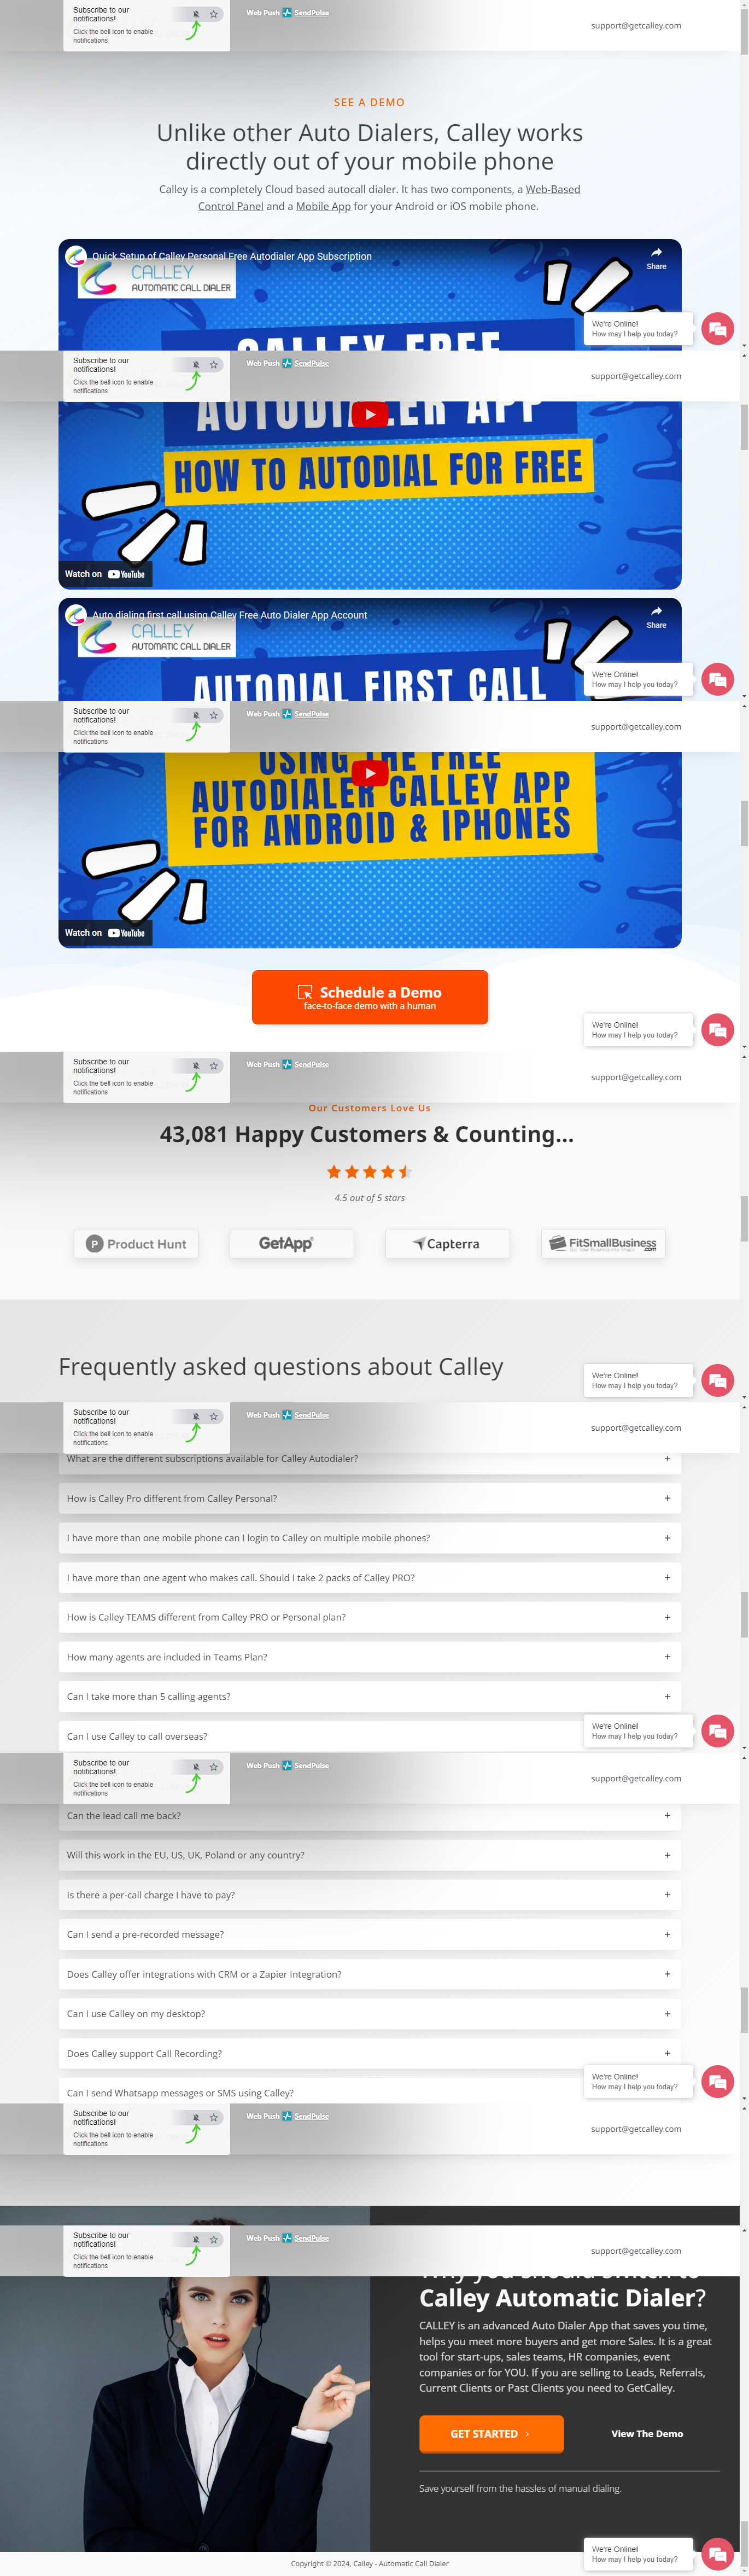 Subscribe to our
notifications!
Click the bell icon to enable
notifications
Web Push SendPulse
support@getcalley.com
SEE A DEMO
Unlike other Auto Dialers, Calley works
directly out of your mobile phone
Calley is a completely Cloud based autocall dialer. It has two components, a Web-Based
Control Panel and a Mobile App for your Android or iOS mobile phone.
Quick Setup of Calley Personal Free Autodialer App Subscription
Share
CALLEY
AUTOMATIC CALL DIALER
CALLEY FREE
We're Online!
How may I help you today?
Subscribe to our
notifications!
Click the bell icon to enable
notifications
Web Push SendPulse
support@getcalley.com
AUTODIALER APP
HOW TO AUTODIAL FOR FREE
Watch on YouTube
Auto dialing first call using Calley Free Auto Dialer App Account
Share
CALLEY
AUTOMATIC CALL DIALER
AUTODIAL FIRST CALL
We're Online!
How may I help you today?
Subscribe to our
notifications!
Click the bell icon to enable
notifications
Web Push SendPulse
support@getcalley.com
USING THE FREE
AUTODIALER CALLEY APP
FOR ANDROID & IPHONES
Watch on YouTube
Schedule a Demo
face-to-face demo with a human
We're Online!
How may I help you today?
Subscribe to our
notifications!
Click the bell icon to enable
notifications
Web Push SendPulse
support@getcalley.com
Our Customers Love Us
43,081 Happy Customers & Counting...
4.5 out of 5 stars
P Product Hunt
GetApp
Capterra
FitSmallBusiness
Get Your Business Fits Shape
.com
Frequently asked questions about Calley
We're Online!
How may I help you today?
Subscribe to our
notifications!
Click the bell icon to enable
notifications
Web Push SendPulse
support@getcalley.com
What are the different subscriptions available for Calley Autodialer? +
How is Calley Pro different from Calley Personal? +
I have more than one mobile phone can I login to Calley on multiple mobile phones? +
I have more than one agent who makes call. Should I take 2 packs of Calley PRO? +
How is Calley TEAMS different from Calley PRO or Personal plan? +
How many agents are included in Teams Plan? +
Can I take more than 5 calling agents? +
Can I use Calley to call overseas?
We're Online!
How may I help you today?
Subscribe to our
notifications!
Click the bell icon to enable
notifications
Web Push SendPulse
support@getcalley.com
Can the lead call me back? +
Will this work in the EU, US, UK, Poland or any country? +
Is there a per-call charge I have to pay? +
Can I send a pre-recorded message? +
Does Calley offer integrations with CRM or a Zapier Integration? +
Can I use Calley on my desktop? +
Does Calley support Call Recording? +
Can I send Whatsapp messages or SMS using Calley?
We're Online!
How may I help you today?
Subscribe to our
notifications!
Click the bell icon to enable
notifications
Web Push SendPulse
support@getcalley.com
Subscribe to our
notifications!
Click the bell icon to enable
notifications
Web Push SendPulse
support@getcalley.com
Why you should switch to
Calley Automatic Dialer?
CALLEY is an advanced Auto Dialer App that saves you time,
helps you meet more buyers and get more Sales. It is a great
tool for start-ups, sales teams, HR companies, event
companies or for YOU. If you are selling to Leads, Referrals,
Current Clients or Past Clients you need to GetCalley.
GET STARTED
View The Demo
Save yourself from the hassles of manual dialing.
We're Online!
How may I help you today?
Copyright © 2024, Calley - Automatic Call Dialer